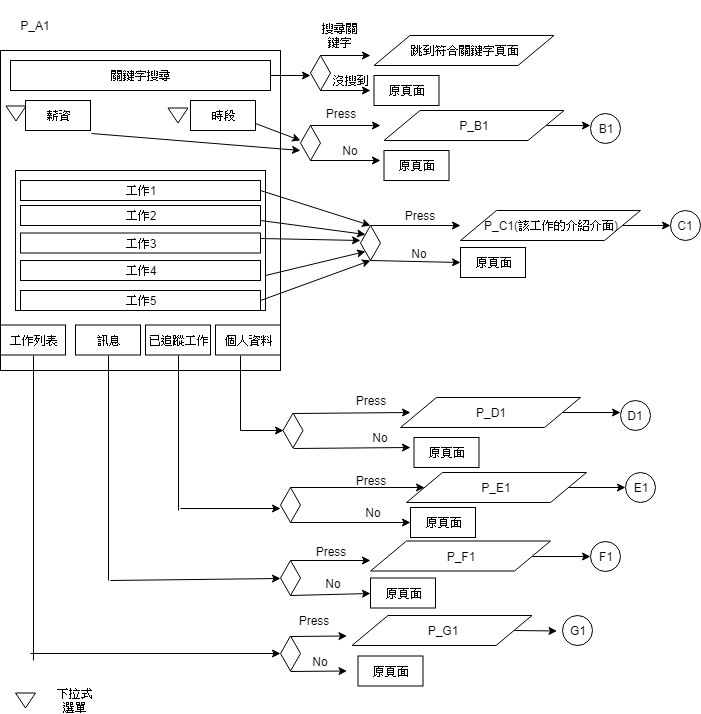 P_A1
搜尋關
鍵字
關鍵字搜尋
跳到符合關鍵字頁面
沒搜到
原頁面
薪資
時段
Press
P_B1
B1
No
原頁面
工作1
工作2
工作3
工作4
工作5
Press
P_C1(該工作的介紹介面)
C1
No
原頁面
工作列表
訊息
已追蹤工作
個人資料
Press
P_D1
D1
No
原頁面
Press
P_E1
E1
No
原頁面
Press
P_F1
F1
No
原頁面
Press
P_G1
G1
No
原頁面
下拉式
選單